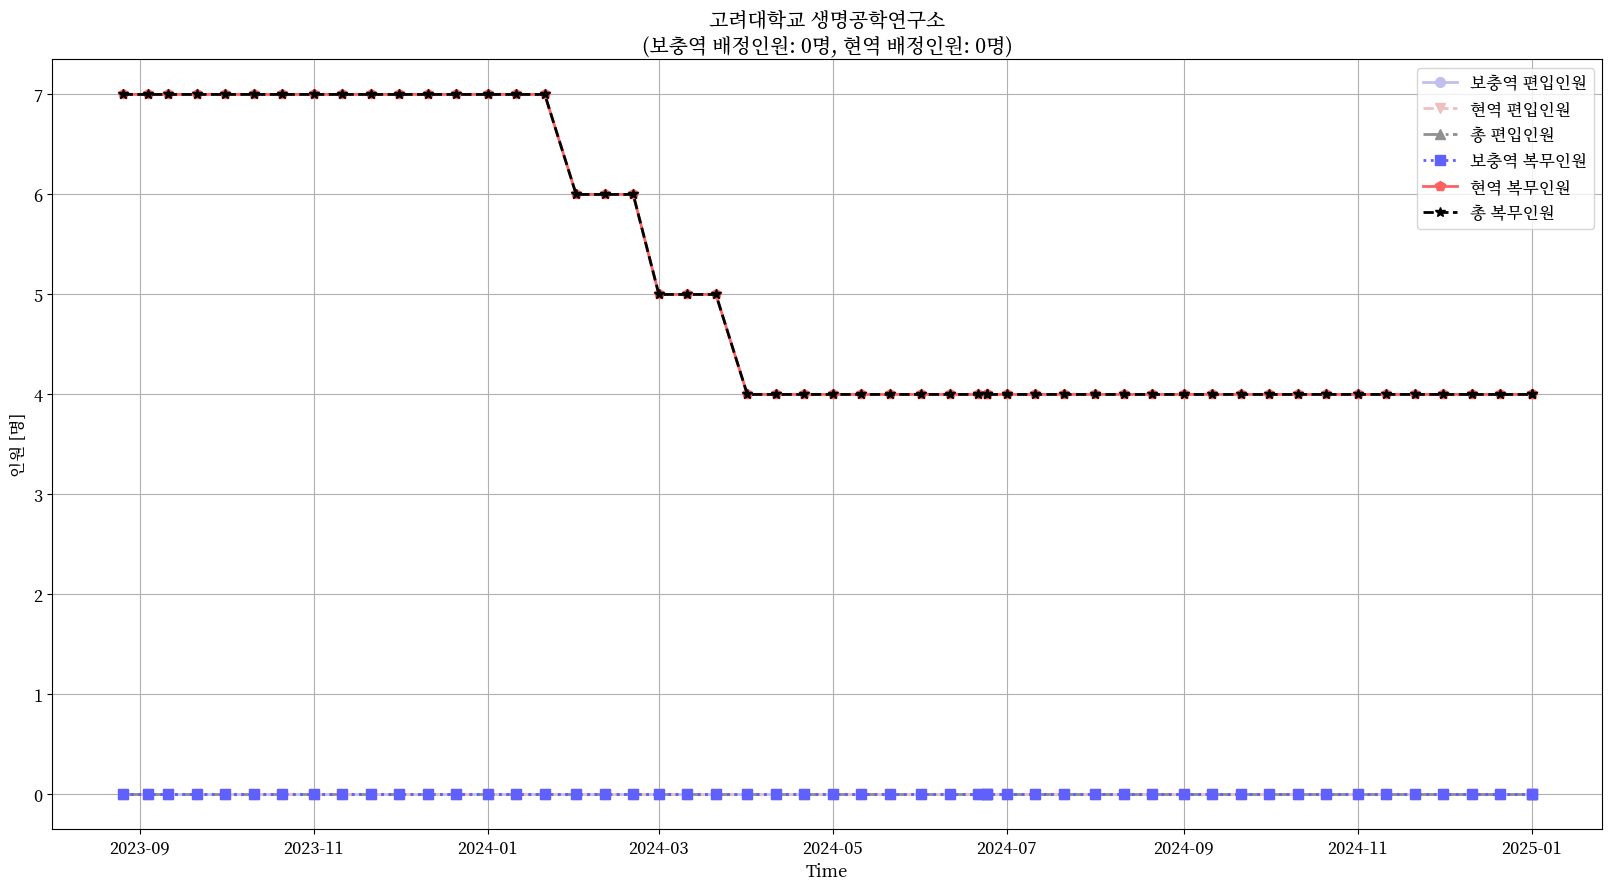 고려대학교 생명공학연구소
(보충역 배정인원: 0명, 현역 배정인원: 0명)
보충역 편입인원
현역 편입인원
총 편입인원
보충역 복무인원
현역 복무인원
총 복무인원
인원 [명]
7
6
5
4
3
2
1
0
2023-09 2023-11 2024-01 2024-03 2024-05 2024-07 2024-09 2024-11 2025-01
Time